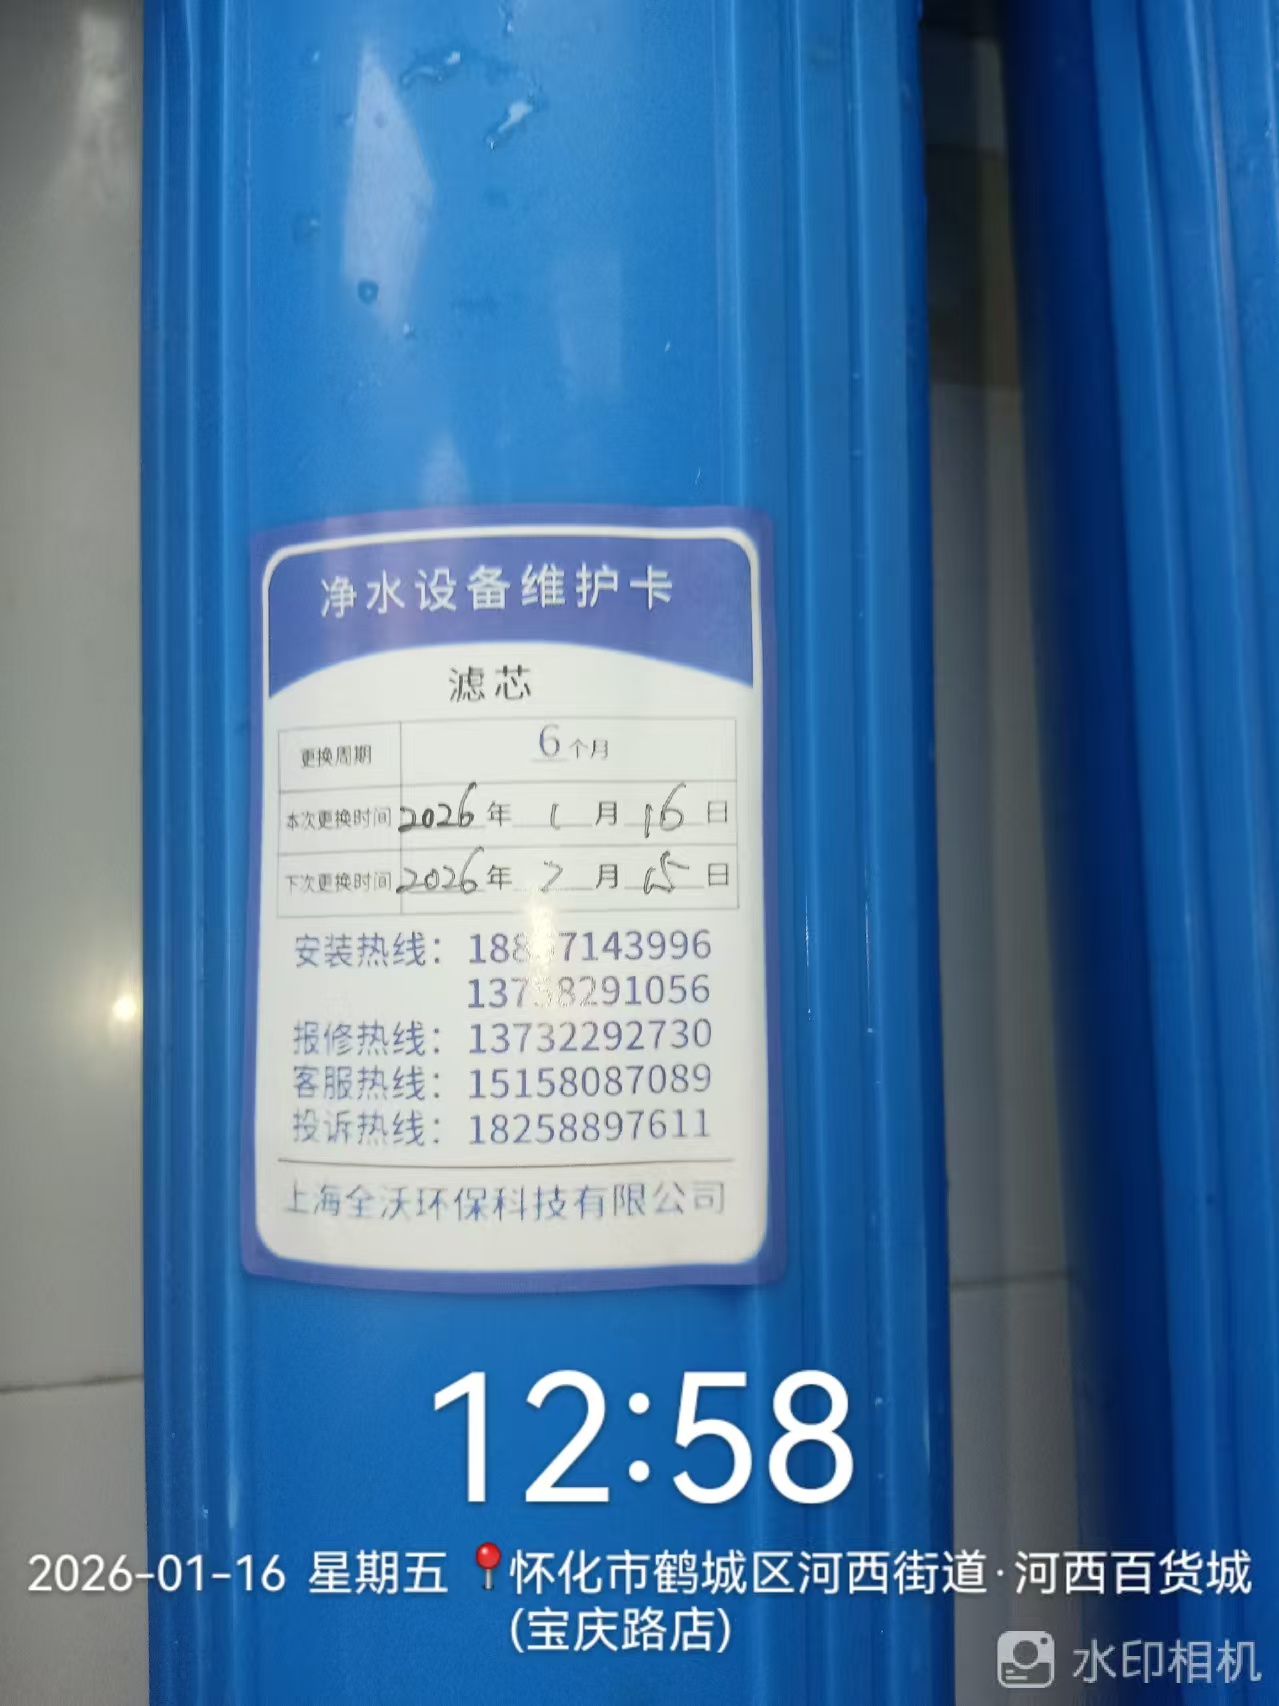 净水设备维护卡
滤芯
更换周期 6个月
本次更换时间 2026年 1月 16日
下次更换时间 2026年 7月 15日
安装热线：
报修热线：13732292730
客服热线：15158087089
投诉热线：18258897611
上海全沃环保科技有限公司
12:58
2026-01-16 星期五 怀化市鹤城区河西街道·河西百货城
(宝庆路店)
水印相机